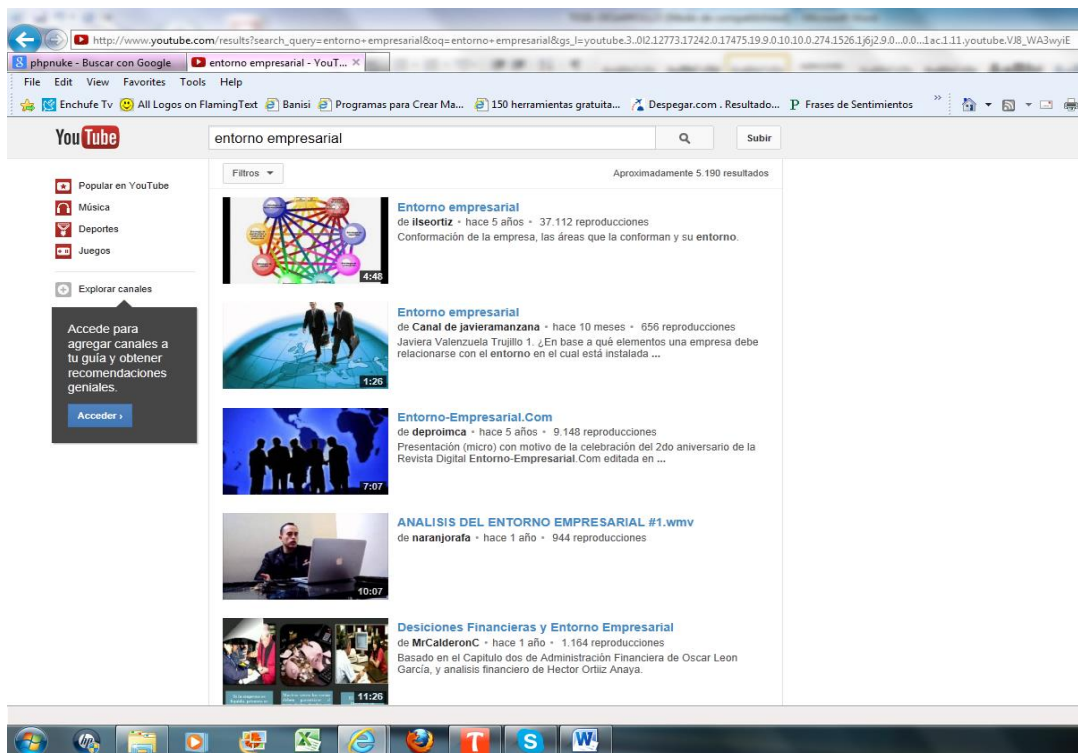 http://www.youtube.com/results?search_query=entorno+empresarial&oq=entorno+empresarial&gs_l=youtube.3..0l2.12773.17242.0.17475.19.9.0.10.10.0.274.1526.1j6j2.9.0...0.0...1ac.1.11.youtube.VJ8_WA3wyiE
phpnuke - Buscar con Google
entorno empresarial - YouT...
File Edit View Favorites Tools Help
Enchufe Tv All Logos on FlamingText Banisi Programas para Crear Ma... 150 herramientas gratuita... Despegar.com . Resultado... Frases de Sentimientos
YouTube
entorno empresarial
Subir
Popular en YouTube
Música
Deportes
Juegos
Explorar canales
Accede para
agregar canales a
tu guía y obtener
recomendaciones
geniales.
Acceder ›
Filtros
Aproximadamente 5.190 resultados
4:48
Entorno empresarial
de ilseortiz • hace 5 años • 37.112 reproducciones
Conformación de la empresa, las áreas que la conforman y su entorno.
1:26
Entorno empresarial
de Canal de javieramanzana • hace 10 meses • 656 reproducciones
Javiera Valenzuela Trujillo 1. ¿En base a qué elementos una empresa debe
relacionarse con el entorno en el cual está instalada ...
7:07
Entorno-Empresarial.Com
de deproimca • hace 5 años • 9.148 reproducciones
Presentación (micro) con motivo de la celebración del 2do aniversario de la
Revista Digital Entorno-Empresarial.Com editada en ...
10:07
ANALISIS DEL ENTORNO EMPRESARIAL #1.wmv
de naranjorafa • hace 1 año • 944 reproducciones
11:26
Desiciones Financieras y Entorno Empresarial
de MrCalderonC • hace 1 año • 1.164 reproducciones
Basado en el Capitulo dos de Administración Financiera de Oscar Leon
García, y analisis financiero de Hector Ortiiz Anaya.